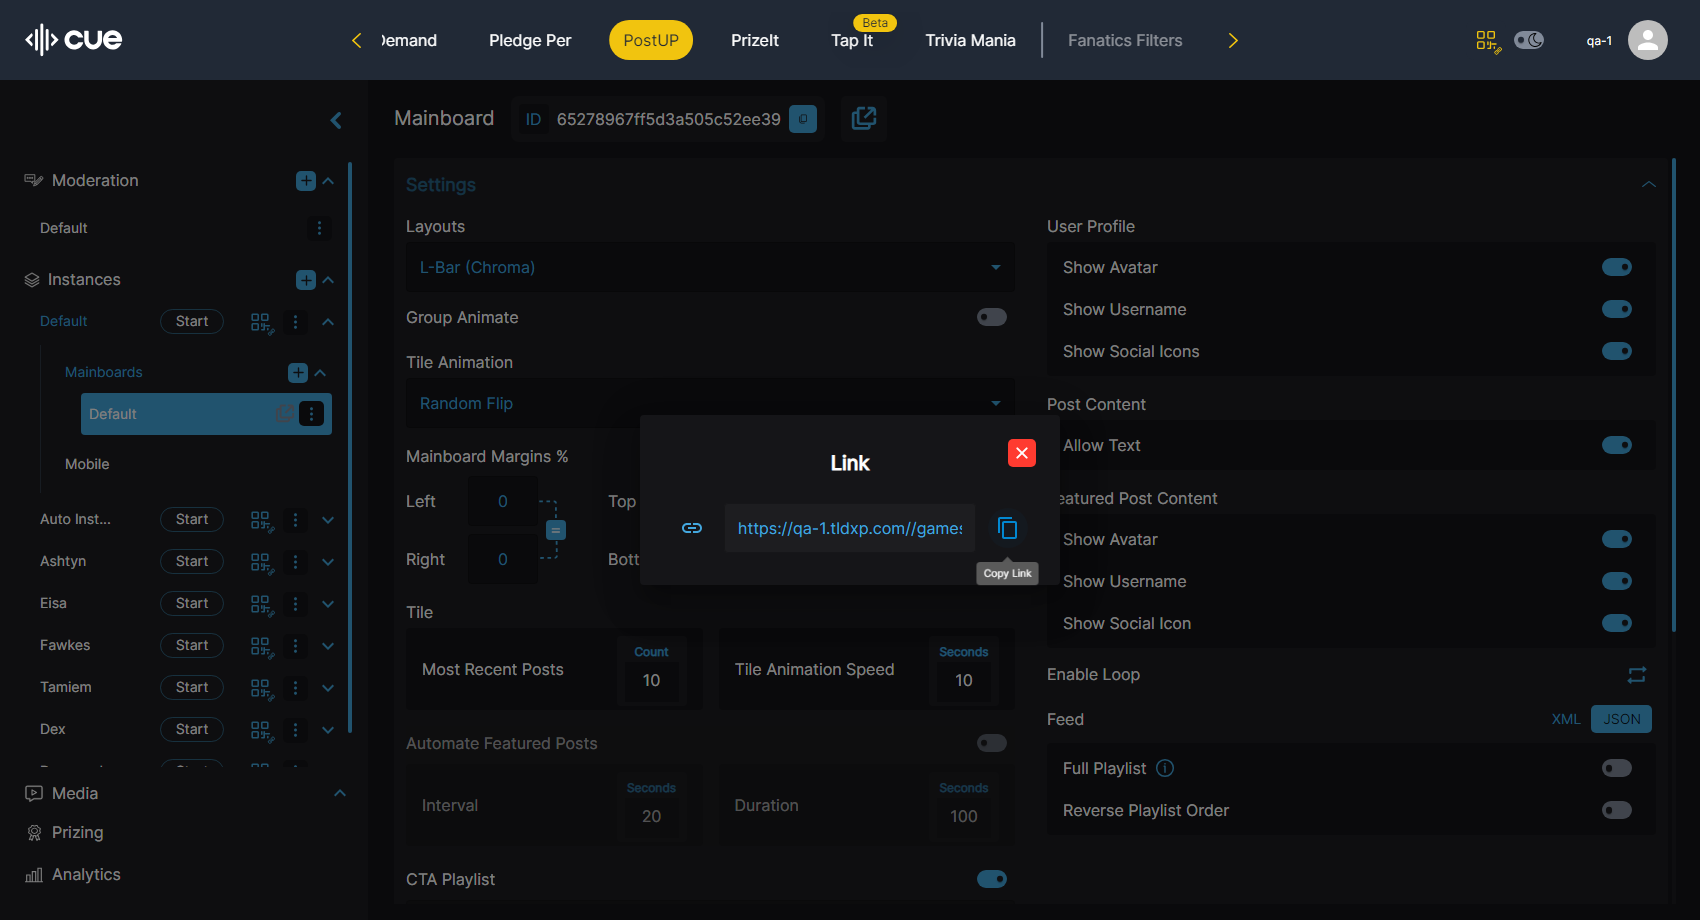 cue
Demand
Pledge Per
PostUP
PrizeIt
Beta
Tap It
Trivia Mania
Fanatics Filters
qa-1
Moderation
Default
Instances
Default
Start
Mainboards
Default
Mobile
Auto Inst...
Start
Ashtyn
Start
Eisa
Start
Fawkes
Start
Tamiem
Start
Dex
Start
Media
Prizing
Analytics
Mainboard
ID
65278967ff5d3a505c52ee39
Settings
Layouts
L-Bar (Chroma)
Group Animate
Tile Animation
Random Flip
Mainboard Margins %
Left
0
Top
Right
0
Bott
Tile
Most Recent Posts
Count
10
Tile Animation Speed
Seconds
10
Automate Featured Posts
Interval
Seconds
20
Duration
Seconds
100
CTA Playlist
User Profile
Show Avatar
Show Username
Show Social Icons
Post Content
Allow Text
eatured Post Content
Show Avatar
Show Username
Show Social Icon
Enable Loop
Feed
XML
JSON
Full Playlist
Reverse Playlist Order
Link
https://qa-1.tldxp.com//games
Copy Link